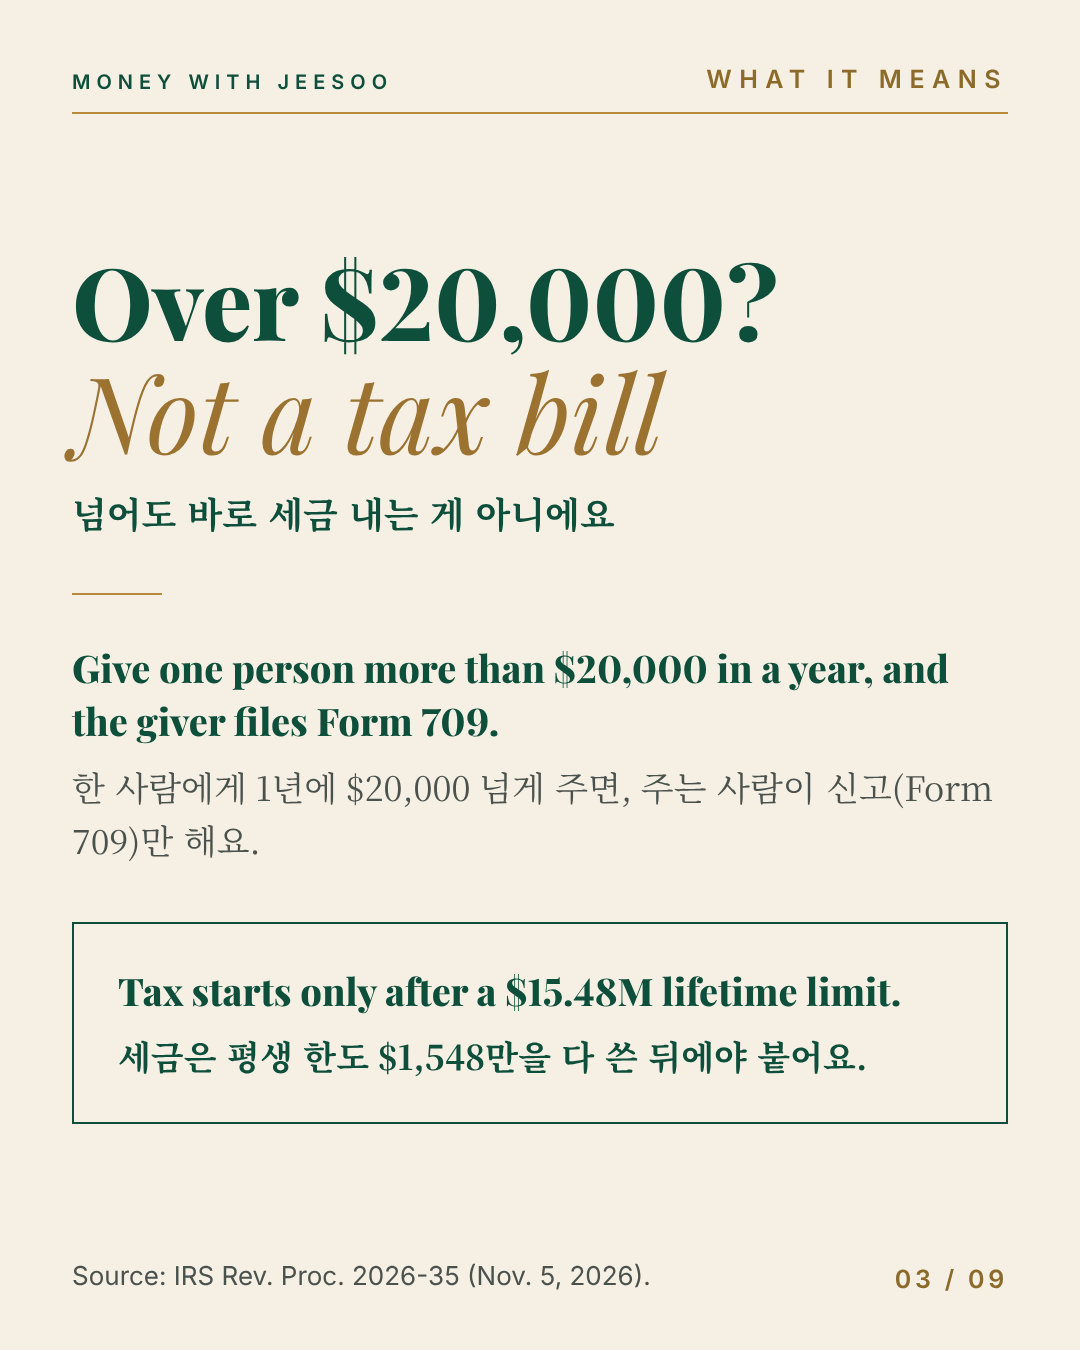 MONEY WITH JEESOO
WHAT IT MEANS
Over $20,000?
Not a tax bill
넘어도 바로 세금 내는 게 아니에요
Give one person more than $20,000 in a year, and
the giver files Form 709.
한 사람에게 1년에 $20,000 넘게 주면, 주는 사람이 신고(Form
709)만 해요.
Tax starts only after a $15.48M lifetime limit.
세금은 평생 한도 $1,548만을 다 쓴 뒤에야 붙어요.
Source: IRS Rev. Proc. 2026-35 (Nov. 5, 2026).
03 / 09